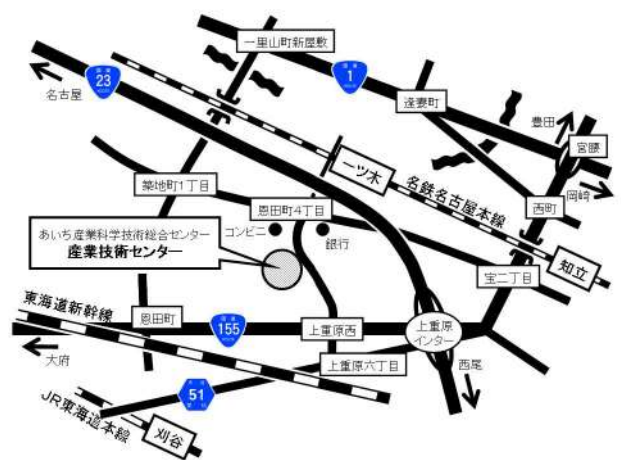 一里山町新屋敷
国道
23
名古屋
国道
1
逢妻町
豊田
宮腰
岡崎
築地町1丁目
一ツ木
名鉄名古屋本線
西町
恩田町4丁目
コンビニ
銀行
あいち産業科学技術総合センター
産業技術センター
知立
宝二丁目
東海道新幹線
恩田町
国道
155
上重原西
上重原
インター
大府
上重原六丁目
西尾
51
JR東海道本線
刈谷